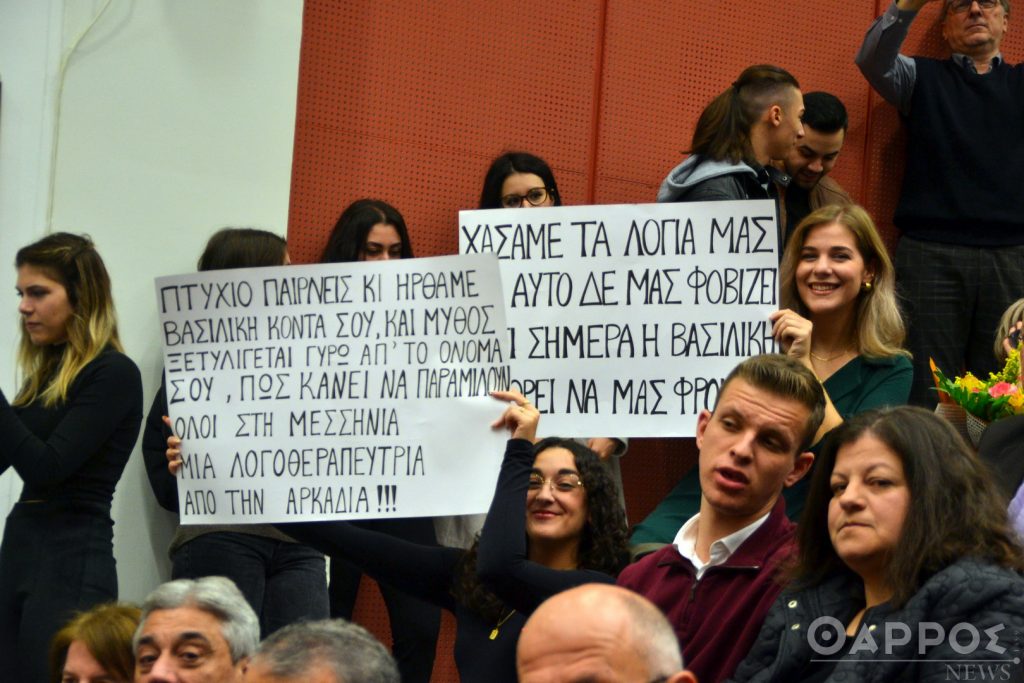 ΠΤΥΧΙΟ ΠΑΙΡΝΕΙΣ ΚΙ ΗΡΘΑΜΕ
ΒΑΣΙΛΙΚΗ ΚΟΝΤΑ ΣΟΥ, ΚΑΙ ΜΥΘΟΣ
ΞΕΤΥΛΙΓΕΤΑΙ ΓΥΡΩ ΑΠ' ΤΟ ΟΝΟΜΑ
ΣΟΥ, ΠΩΣ ΚΑΝΕΙ ΝΑ ΠΑΡΑΜΙΛΟΥΝ
ΟΛΟΙ ΣΤΗ ΜΕΣΣΗΝΙΑ
ΜΙΑ ΛΟΓΟΘΕΡΑΠΕΥΤΡΙΑ
ΑΠΟ ΤΗΝ ΑΡΚΑΔΙΑ!!!
ΧΑΣΑΜΕ ΤΑ ΛΟΓΙΑ ΜΑΣ
ΑΥΤΟ ΔΕ ΜΑΣ ΦΟΒΙΖΕΙ
ΣΗΜΕΡΑ Η ΒΑΣΙΛΙΚΗ
ΝΑ ΜΑΣ
ΘΑΡΡΟΣ
NEWS